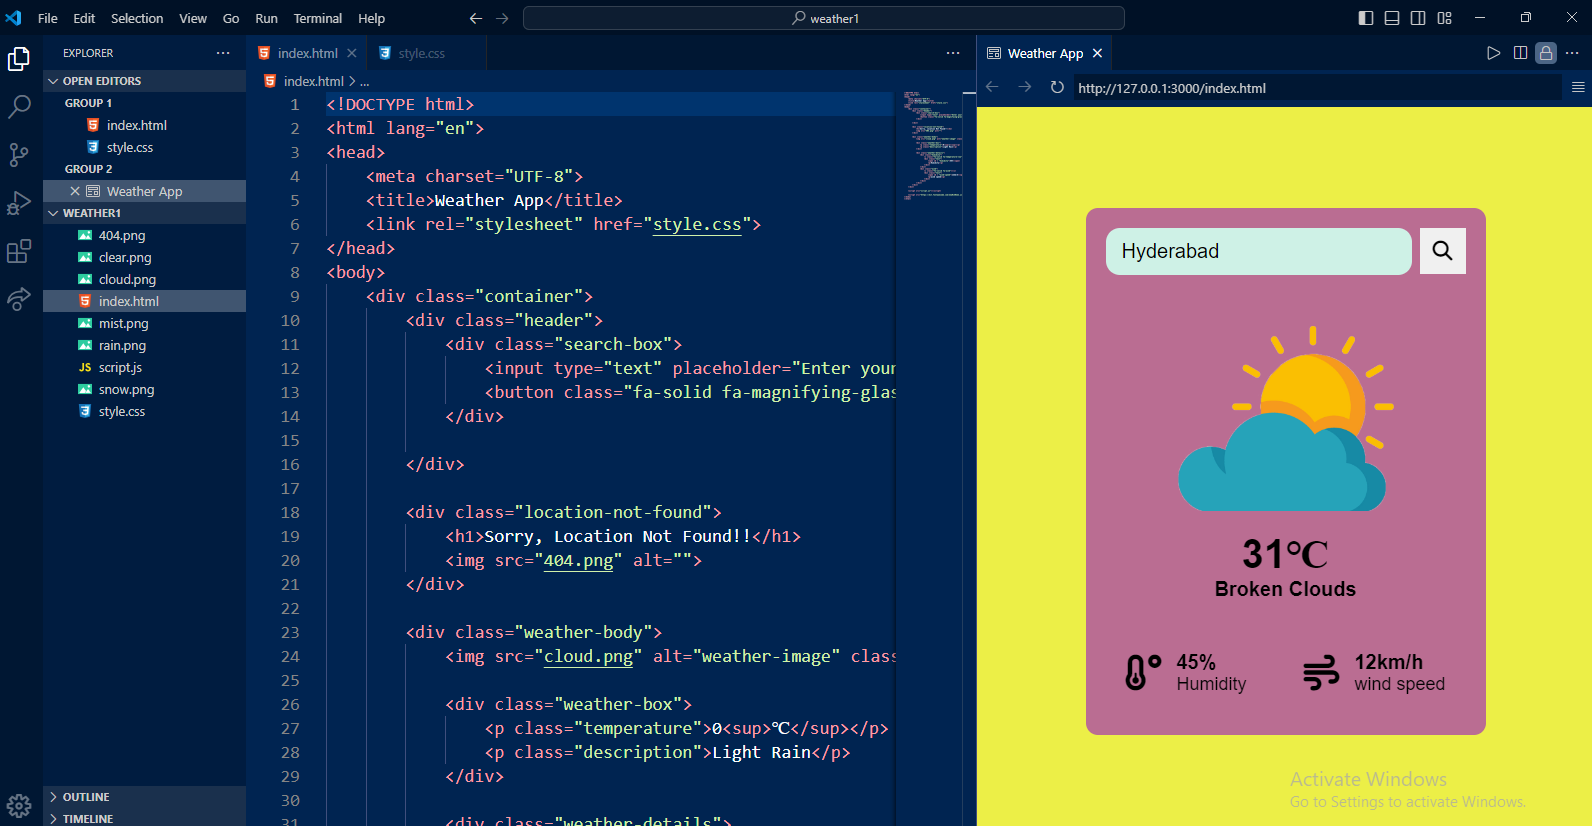 File Edit Selection View Go Run Terminal Help
weather1
EXPLORER
OPEN EDITORS
GROUP 1
index.html
style.css
GROUP 2
Weather App
WEATHER1
404.png
clear.png
cloud.png
index.html
mist.png
rain.png
JS script.js
snow.png
style.css
OUTLINE
TIMELINE
index.html
style.css
index.html > ...
1 <!DOCTYPE html>
2 <html lang="en">
3 <head>
4 <meta charset="UTF-8">
5 <title>Weather App</title>
6 <link rel="stylesheet" href="style.css">
7 </head>
8 <body>
9 <div class="container">
10 <div class="header">
11 <div class="search-box">
12 <input type="text" placeholder="Enter your
13 <button class="fa-solid fa-magnifying-glas
14 </div>
15
16 </div>
17
18 <div class="location-not-found">
19 <h1>Sorry, Location Not Found!!</h1>
20 <img src="404.png" alt="">
21 </div>
22
23 <div class="weather-body">
24 <img src="cloud.png" alt="weather-image" clas
25
26 <div class="weather-box">
27 <p class="temperature">0<sup>℃</sup></p>
28 <p class="description">Light Rain</p>
29 </div>
30
31 <div class="weather-details">
Weather App
http://127.0.0.1:3000/index.html
Hyderabad
31℃
Broken Clouds
45%
Humidity
12km/h
wind speed
Activate Windows
Go to Settings to activate Windows.